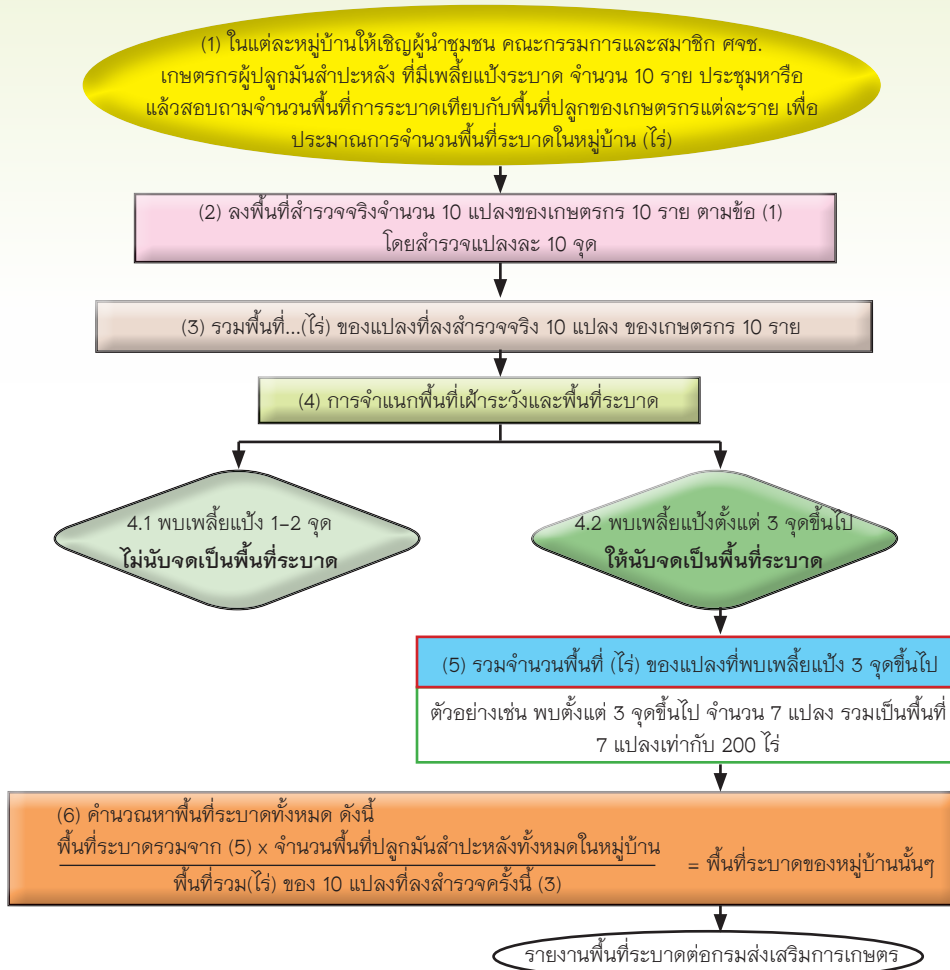 (1) ในแต่ละหมู่บ้านให้เชิญผู้นำชุมชน คณะกรรมการและสมาชิก ศจช.
เกษตรกรผู้ปลูกมันสำปะหลัง ที่มีเพลี้ยแป้งระบาด จำนวน 10 ราย ประชุมหารือ
แล้วสอบถามจำนวนพื้นที่การระบาดเทียบกับพื้นที่ปลูกของเกษตรกรแต่ละราย เพื่อ
ประมาณการจำนวนพื้นที่ระบาดในหมู่บ้าน (ไร่)
(2) ลงพื้นที่สำรวจจริงจำนวน 10 แปลงของเกษตรกร 10 ราย ตามข้อ (1)
โดยสำรวจแปลงละ 10 จุด
(3) รวมพื้นที่...(ไร่) ของแปลงที่ลงสำรวจจริง 10 แปลง ของเกษตรกร 10 ราย
(4) การจำแนกพื้นที่เฝ้าระวังและพื้นที่ระบาด
4.1 พบเพลี้ยแป้ง 1-2 จุด
ไม่นับจดเป็นพื้นที่ระบาด
4.2 พบเพลี้ยแป้งตั้งแต่ 3 จุดขึ้นไป
ให้นับจดเป็นพื้นที่ระบาด
(5) รวมจำนวนพื้นที่ (ไร่) ของแปลงที่พบเพลี้ยแป้ง 3 จุดขึ้นไป
ตัวอย่างเช่น พบตั้งแต่ 3 จุดขึ้นไป จำนวน 7 แปลง รวมเป็นพื้นที่
7 แปลงเท่ากับ 200 ไร่
(6) คำนวณหาพื้นที่ระบาดทั้งหมด ดังนี้
พื้นที่ระบาดรวมจาก (5) x จำนวนพื้นที่ปลูกมันสำปะหลังทั้งหมดในหมู่บ้าน
พื้นที่รวม(ไร่) ของ 10 แปลงที่ลงสำรวจครั้งนี้ (3)
= พื้นที่ระบาดของหมู่บ้านนั้นๆ
รายงานพื้นที่ระบาดต่อกรมส่งเสริมการเกษตร